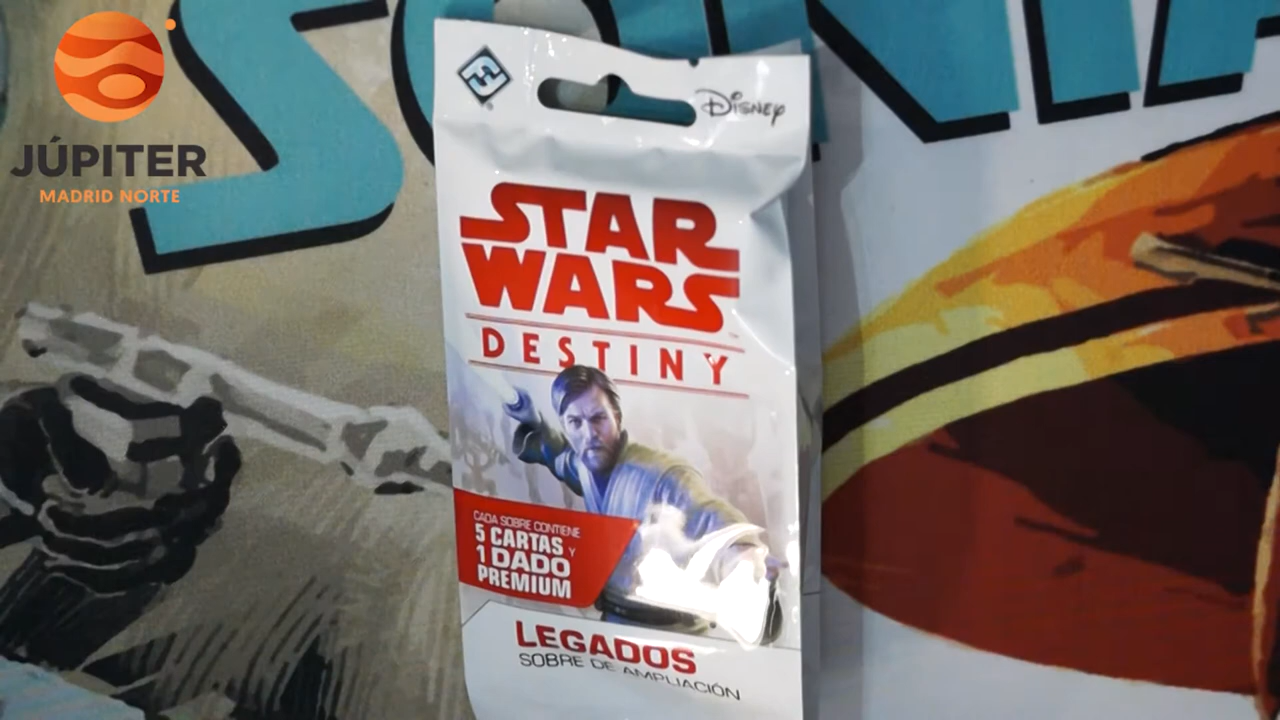 JÚPITER
MADRID NORTE
DISNEY
STAR
WARS
DESTINY
CADA SOBRE CONTIENE
5 CARTAS Y
1 DADO
PREMIUM
LEGADOS
SOBRE DE AMPLIACIÓN